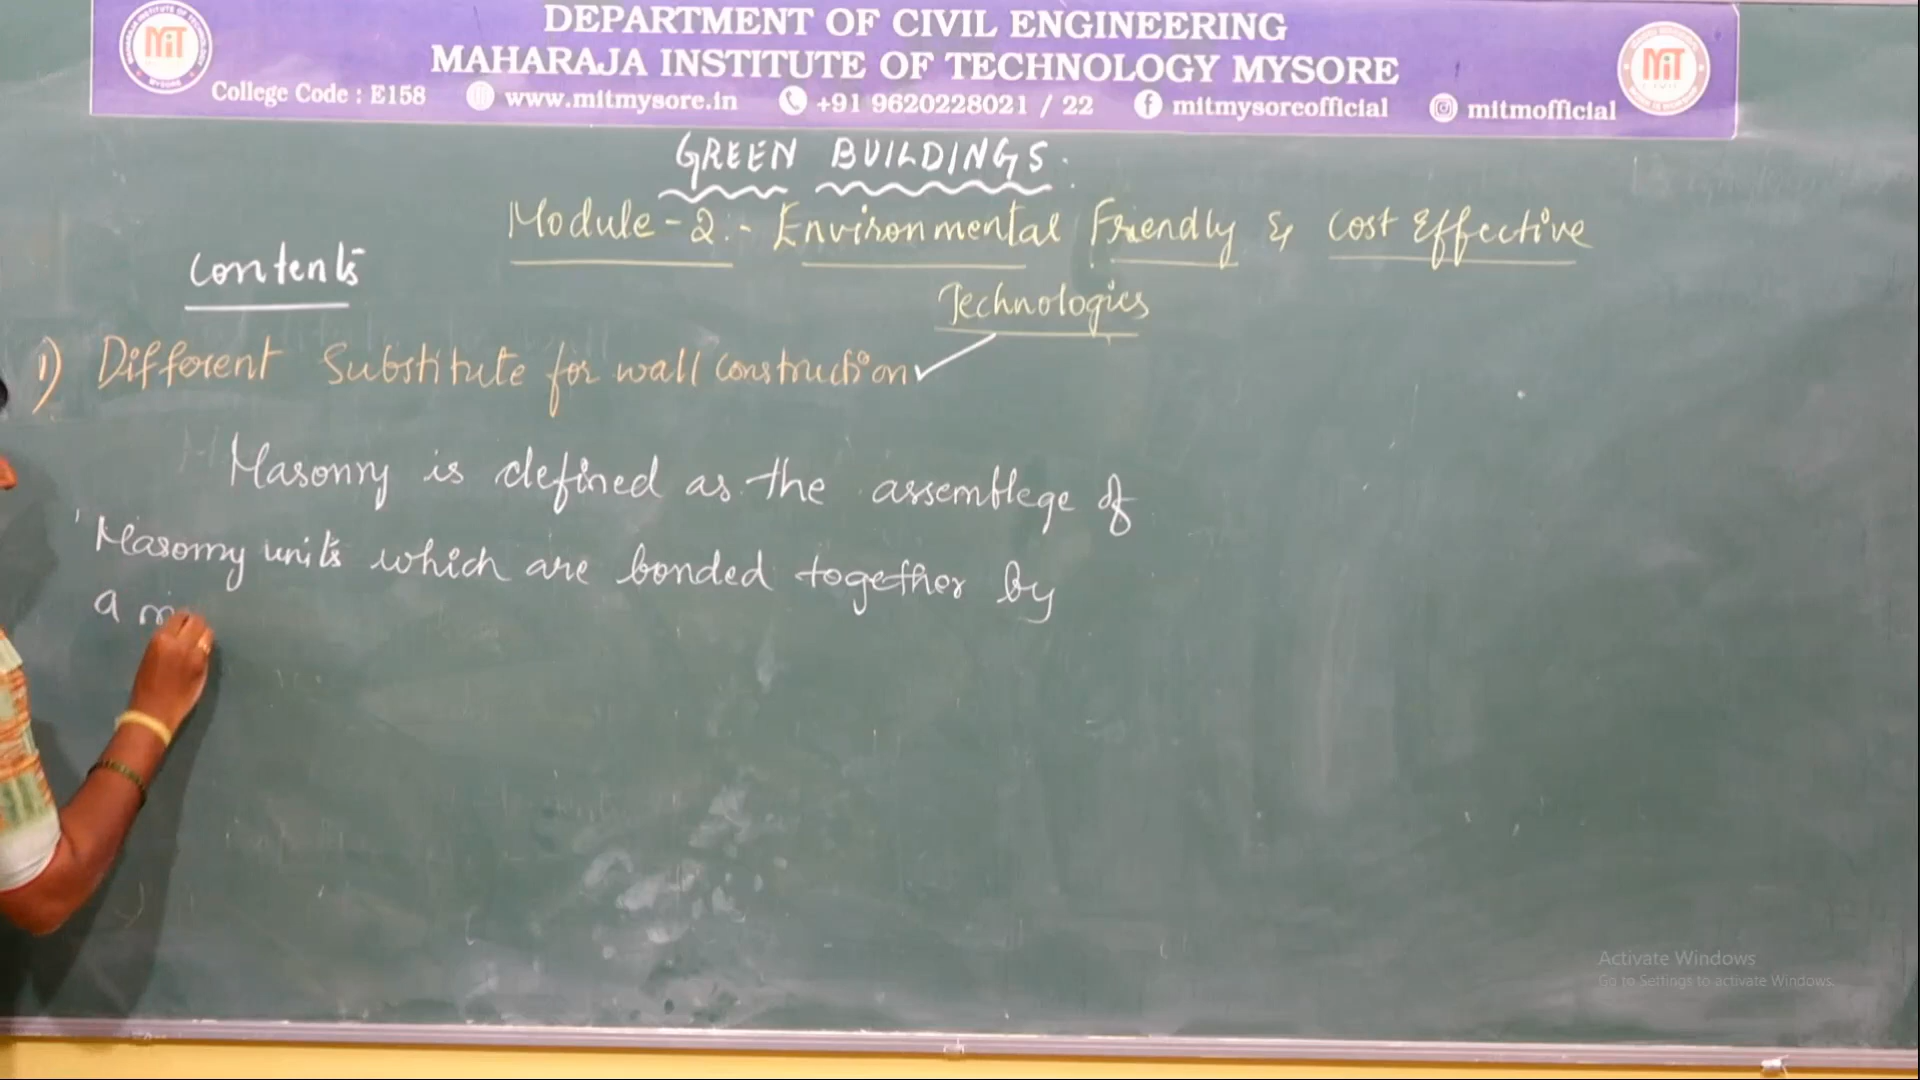 DEPARTMENT OF CIVIL ENGINEERING
MAHARAJA INSTITUTE OF TECHNOLOGY MYSORE
College Code : E158 www.mitmysore.in +91 9620228021 / 22 mitmysoreofficial mitmofficial
MIT
MIT
GREEN BUILDINGS.
Module-2:- Environmental Friendly & Cost Effective
Technologies
Contents
1) Different Substitute for wall construction
Masonry is defined as the assemblege of
Masonry units which are bonded together by
a m
Activate Windows
Go to Settings to activate Windows.